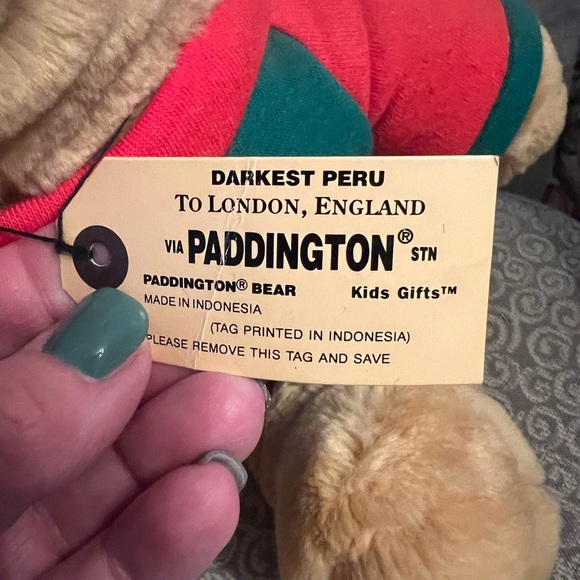 DARKEST PERU
TO LONDON, ENGLAND
VIA PADDINGTON® STN
PADDINGTON® BEAR Kids Gifts™
MADE IN INDONESIA
(TAG PRINTED IN INDONESIA)
PLEASE REMOVE THIS TAG AND SAVE